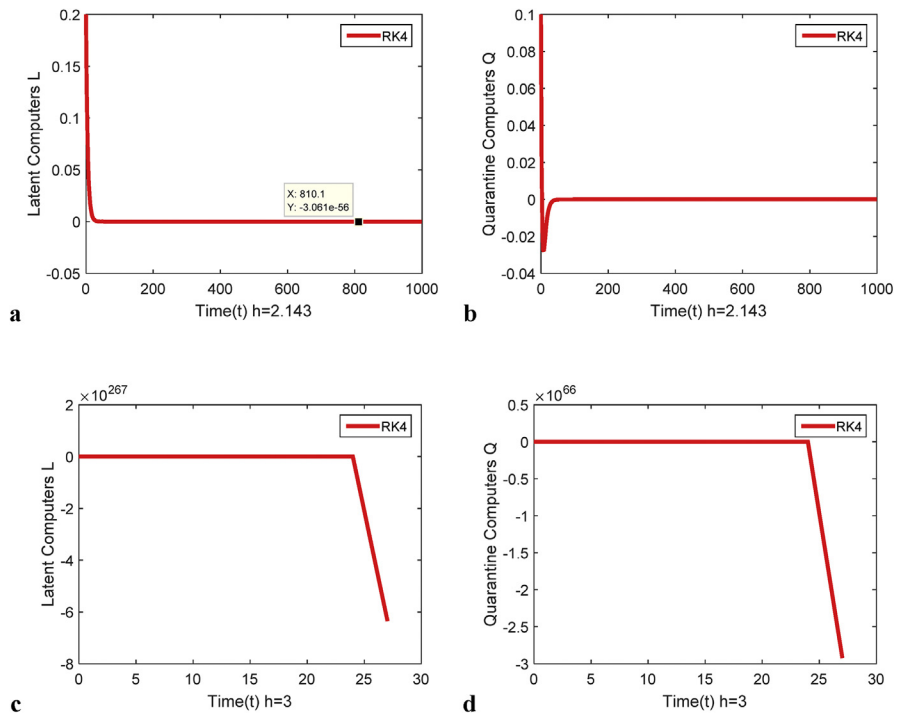 0.2
0.15
0.1
0.05
0
-0.05
Latent Computers L
RK4
X: 810.1
Y: -3.061e-56
0 200 400 600 800 1000
Time(t) h=2.143
a
0.1
0.08
0.06
0.04
0.02
0
-0.02
-0.04
Quarantine Computers Q
RK4
0 200 400 600 800 1000
Time(t) h=2.143
b
×10^267
2
0
-2
-4
-6
-8
Latent Computers L
RK4
0 5 10 15 20 25 30
Time(t) h=3
c
×10^66
0.5
0
-0.5
-1
-1.5
-2
-2.5
-3
Quarantine Computers Q
RK4
0 5 10 15 20 25 30
Time(t) h=3
d